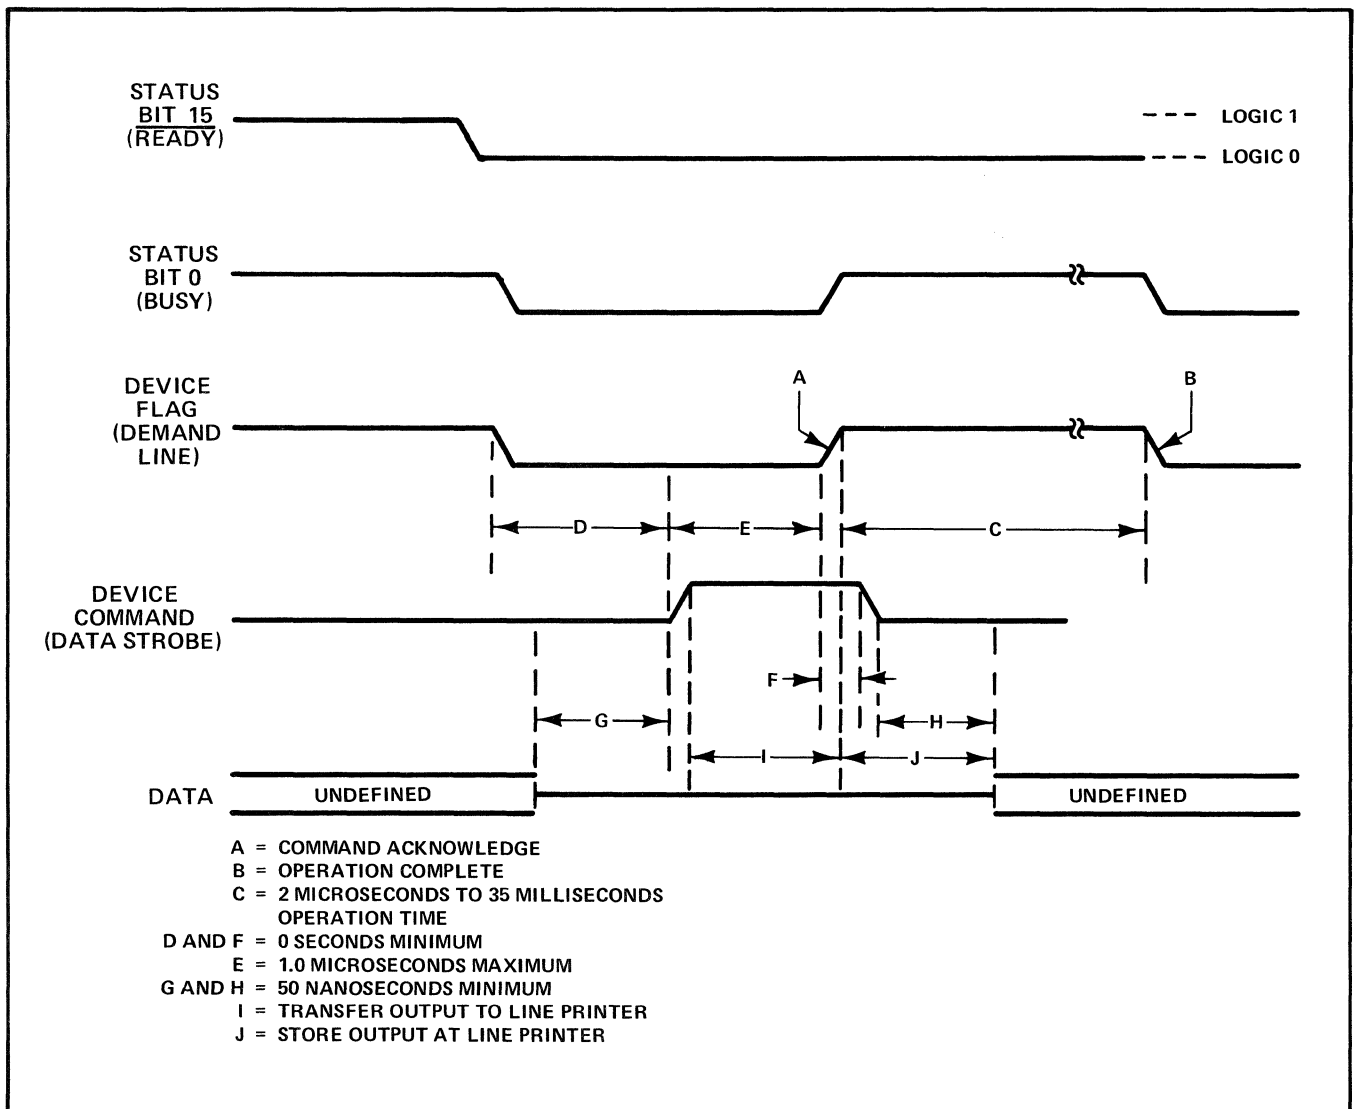 STATUS
BIT 15
(READY)
LOGIC 1
LOGIC 0
STATUS
BIT 0
(BUSY)
DEVICE
FLAG
(DEMAND
LINE)
A
B
D
E
C
DEVICE
COMMAND
(DATA STROBE)
F
G
H
I
J
DATA
UNDEFINED
UNDEFINED
A = COMMAND ACKNOWLEDGE
B = OPERATION COMPLETE
C = 2 MICROSECONDS TO 35 MILLISECONDS
OPERATION TIME
D AND F = 0 SECONDS MINIMUM
E = 1.0 MICROSECONDS MAXIMUM
G AND H = 50 NANOSECONDS MINIMUM
I = TRANSFER OUTPUT TO LINE PRINTER
J = STORE OUTPUT AT LINE PRINTER